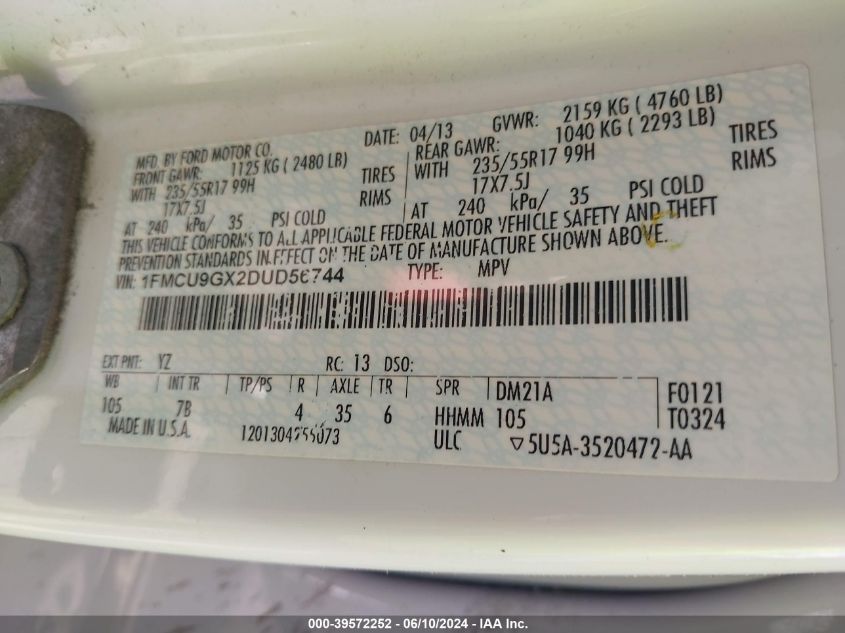 MFD. BY FORD MOTOR CO.
DATE: 04/13 GVWR: 2159 KG ( 4760 LB)
FRONT GAWR: 1125 KG ( 2480 LB)
REAR GAWR: 1040 KG ( 2293 LB)
WITH 235/55R17 99H TIRES
WITH 235/55R17 99H TIRES
17X7.5J RIMS
17X7.5J RIMS
AT 240 kPa/ 35 PSI COLD
AT 240 kPa/ 35 PSI COLD
THIS VEHICLE CONFORMS TO ALL APPLICABLE FEDERAL MOTOR VEHICLE SAFETY AND THEFT
PREVENTION STANDARDS IN EFFECT ON THE DATE OF MANUFACTURE SHOWN ABOVE.
VIN: 1FMCU9GX2DUD56744 TYPE: MPV
EXT PNT: YZ RC: 13 DSO:
WB INT TR TP/PS R AXLE TR SPR DM21A F0121
105 7B 4 35 6 HHMM 105 T0324
MADE IN U.S.A. ULC ▽5U5A-3520472-AA
000-39572252 - 06/10/2024 - IAA Inc.